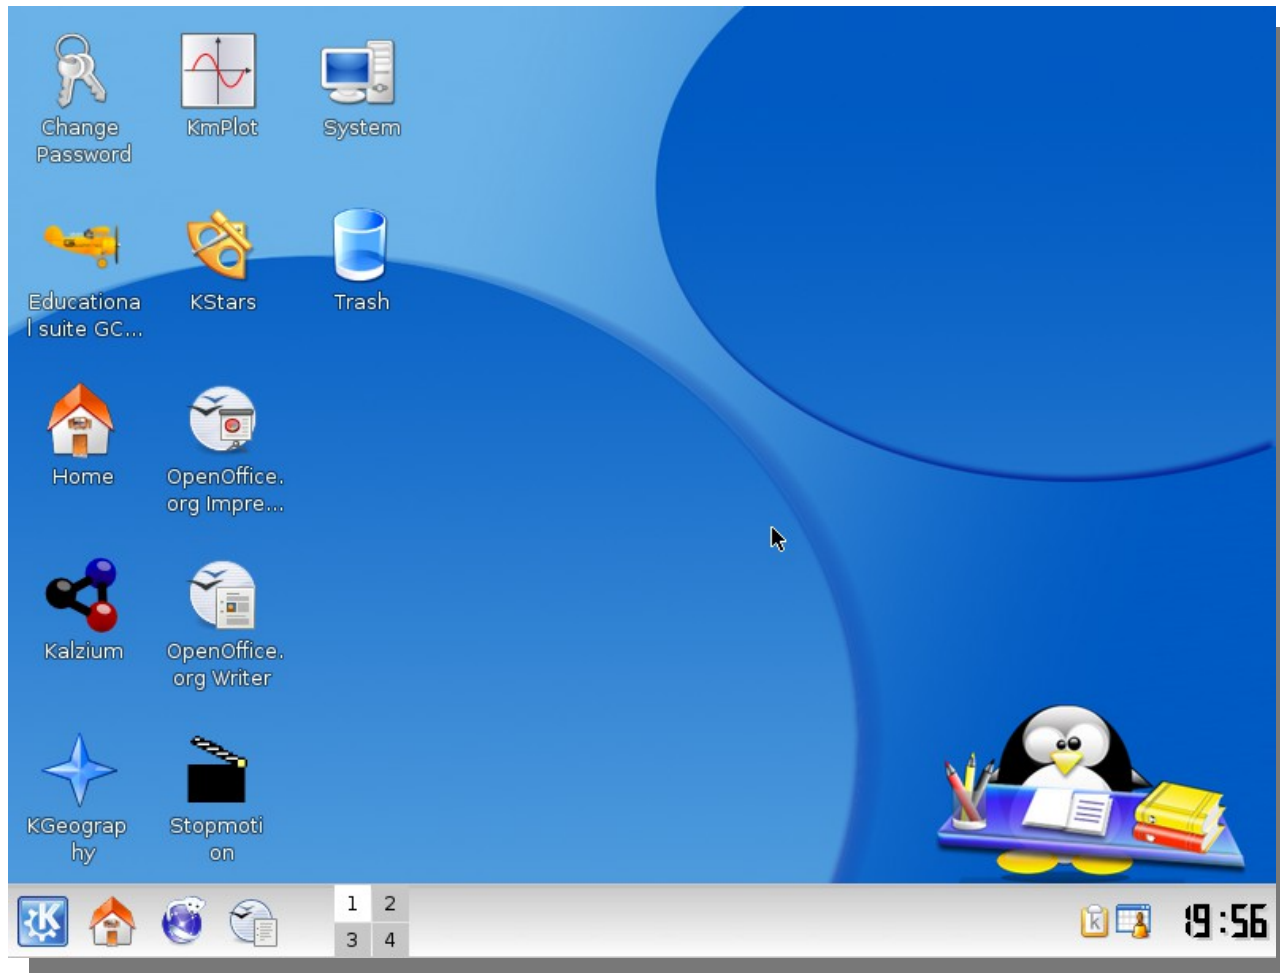 Change
Password
KmPlot
System
Educationa
l suite GC...
KStars
Trash
Home
OpenOffice.
org Impre...
Kalzium
OpenOffice.
org Writer
KGeograp
hy
Stopmoti
on
1 2
3 4
19:56